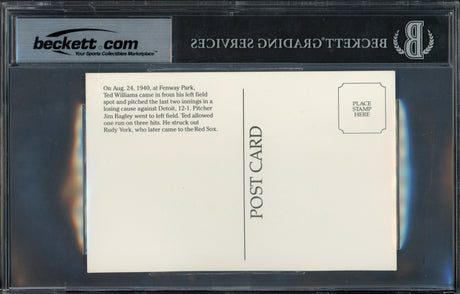 beckett.com
Your Sports Collectibles Marketplace™
BECKETT GRADING SERVICES
BGS
On Aug. 24, 1940, at Fenway Park,
Ted Williams came in from his left field
spot and pitched the last two innings in a
losing cause against Detoit, 12-1. Pitcher
Jim Bagley went to left field. Ted allowed
one run on three hits. He struck out
Rudy York, who later came to the Red Sox.
POST CARD
PLACE
STAMP
HERE